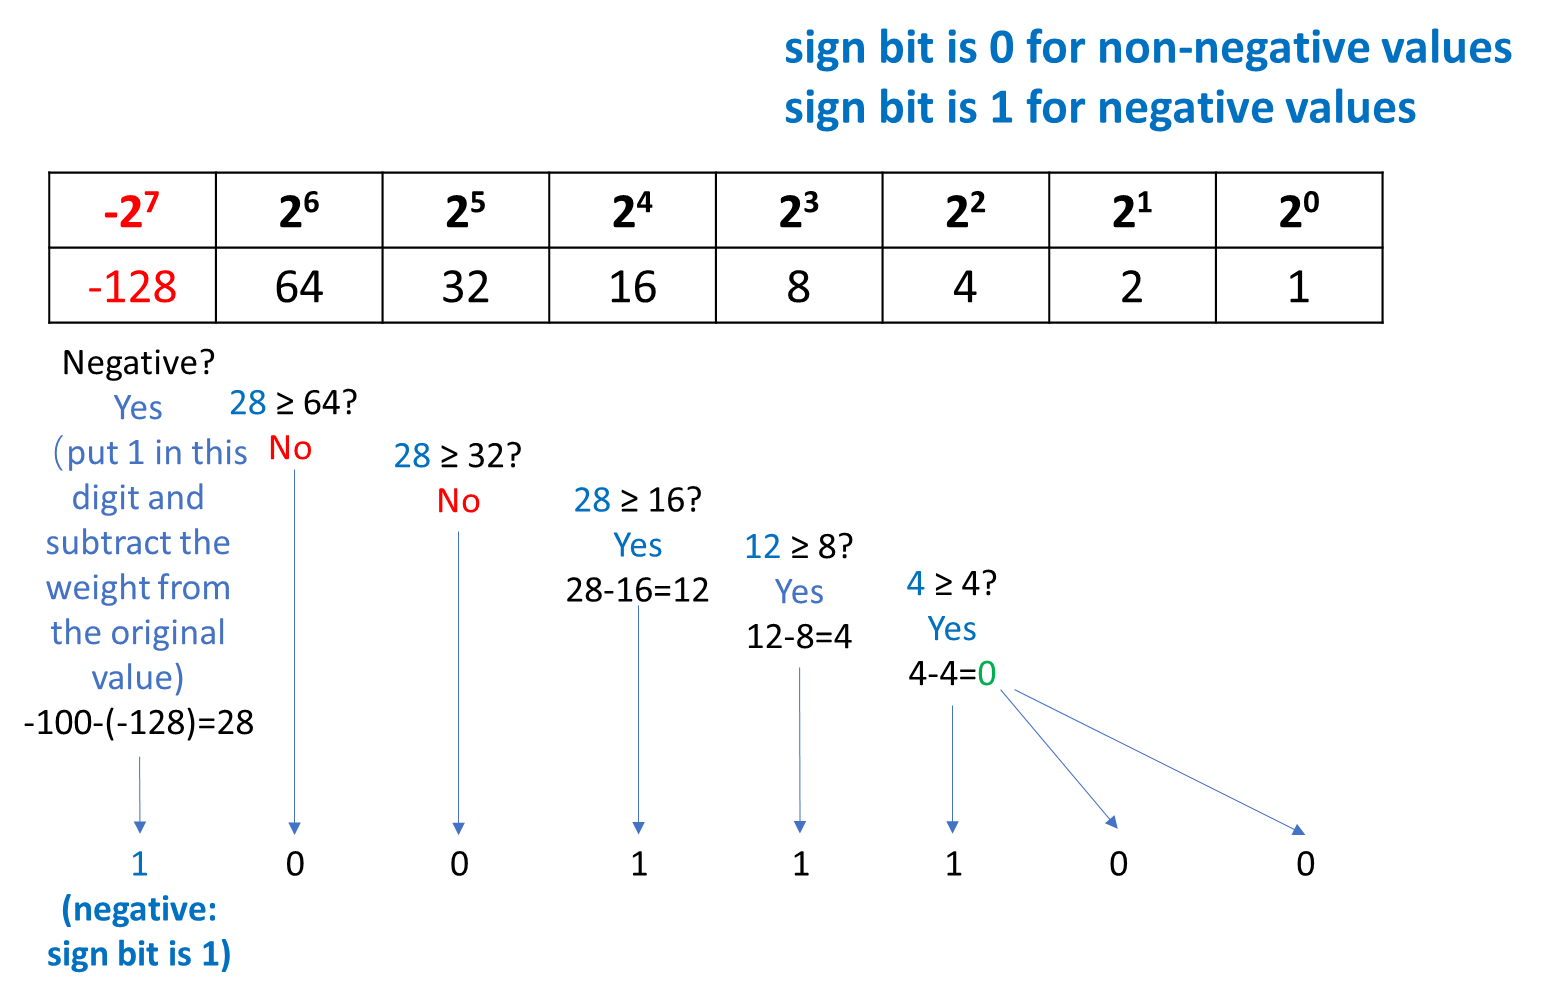 sign bit is 0 for non-negative values
sign bit is 1 for negative values
-2⁷ 2⁶ 2⁵ 2⁴ 2³ 2² 2¹ 2⁰
-128 64 32 16 8 4 2 1
Negative?
Yes
(put 1 in this
digit and
subtract the
weight from
the original
value)
-100-(-128)=28
28 ≥ 64?
No
28 ≥ 32?
No
28 ≥ 16?
Yes
28-16=12
12 ≥ 8?
Yes
12-8=4
4 ≥ 4?
Yes
4-4=0
1 0 0 1 1 1 0 0
(negative:
sign bit is 1)